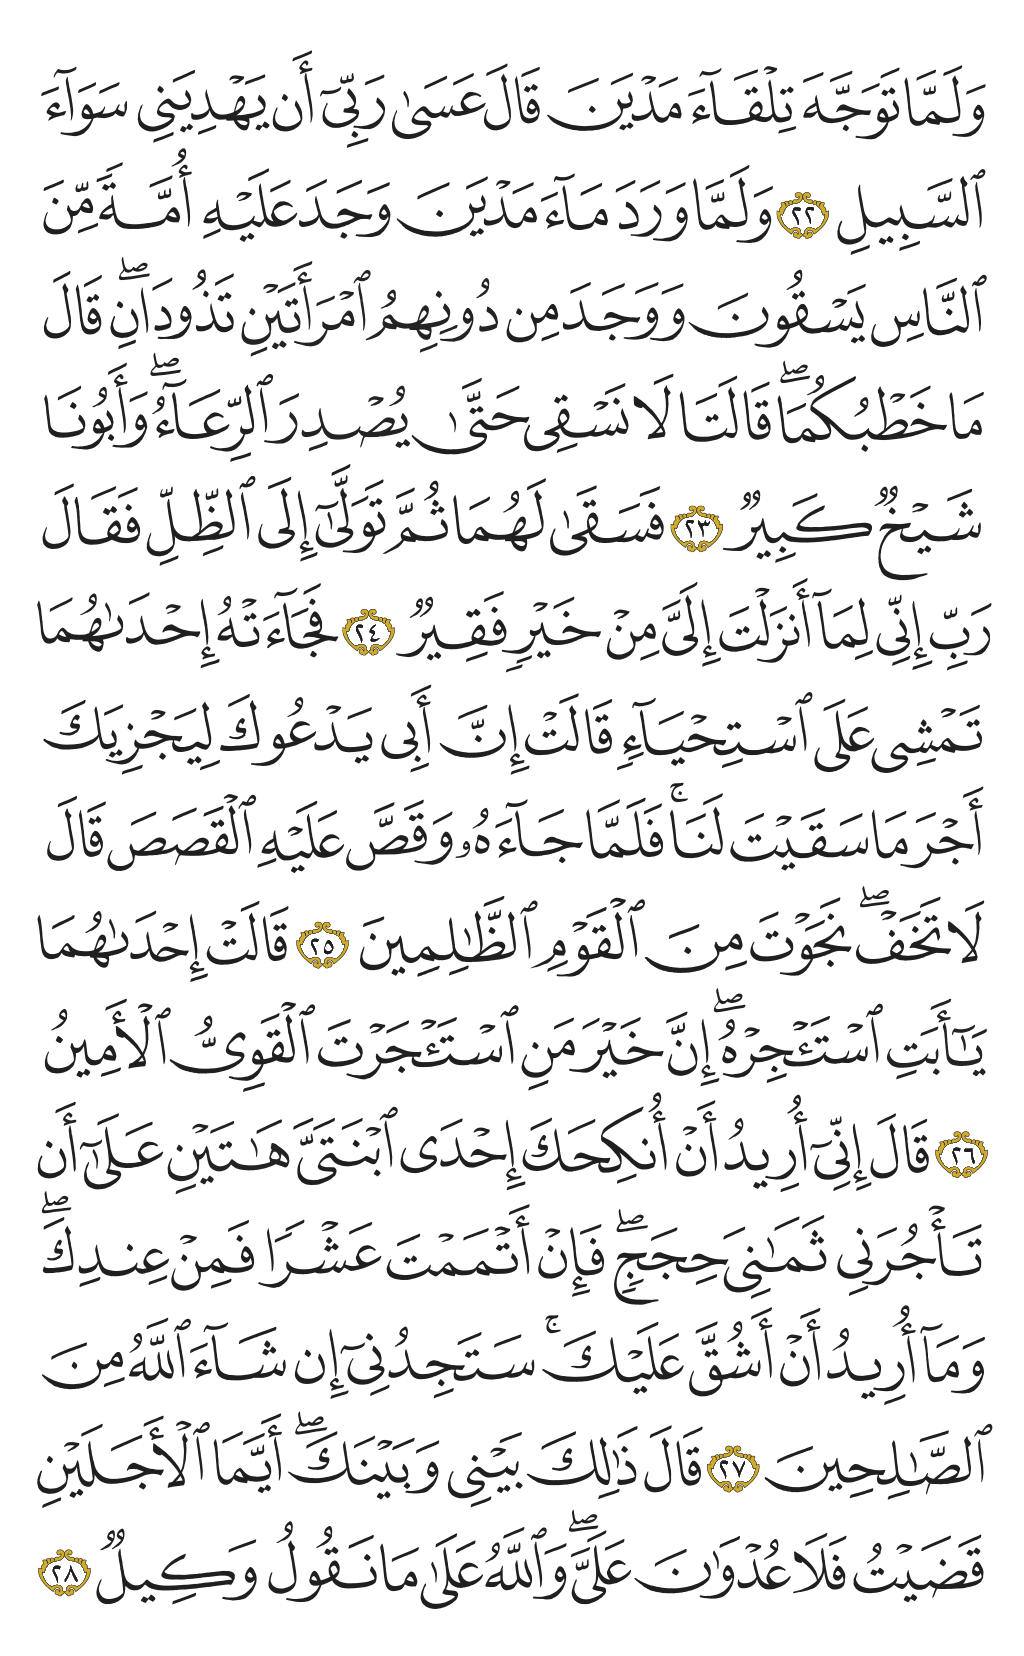 وَلَمَّا تَوَجَّهَ تِلْقَآءَ مَدْيَنَ قَالَ عَسَىٰ رَبِّىٓ أَن يَهْدِيَنِى سَوَآءَ
ٱلسَّبِيلِ ٢٢ وَلَمَّا وَرَدَ مَآءَ مَدْيَنَ وَجَدَ عَلَيْهِ أُمَّةً مِّنَ
ٱلنَّاسِ يَسْقُونَ وَوَجَدَ مِن دُونِهِمُ ٱمْرَأَتَيْنِ تَذُودَانِ ۖ قَالَ
مَا خَطْبُكُمَا ۖ قَالَتَا لَا نَسْقِى حَتَّىٰ يُصْدِرَ ٱلرِّعَآءُ ۖ وَأَبُونَا
شَيْخٌ كَبِيرٌ ٢٣ فَسَقَىٰ لَهُمَا ثُمَّ تَوَلَّىٰٓ إِلَى ٱلظِّلِّ فَقَالَ
رَبِّ إِنِّى لِمَآ أَنزَلْتَ إِلَىَّ مِنْ خَيْرٍ فَقِيرٌ ٢٤ فَجَآءَتْهُ إِحْدَىٰهُمَا
تَمْشِى عَلَى ٱسْتِحْيَآءٍ قَالَتْ إِنَّ أَبِى يَدْعُوكَ لِيَجْزِيَكَ
أَجْرَ مَا سَقَيْتَ لَنَا ۚ فَلَمَّا جَآءَهُۥ وَقَصَّ عَلَيْهِ ٱلْقَصَصَ قَالَ
لَا تَخَفْ ۖ نَجَوْتَ مِنَ ٱلْقَوْمِ ٱلظَّٰلِمِينَ ٢٥ قَالَتْ إِحْدَىٰهُمَا
يَٰٓأَبَتِ ٱسْتَـْٔجِرْهُ ۖ إِنَّ خَيْرَ مَنِ ٱسْتَـْٔجَرْتَ ٱلْقَوِىُّ ٱلْأَمِينُ
٢٦ قَالَ إِنِّىٓ أُرِيدُ أَنْ أُنكِحَكَ إِحْدَى ٱبْنَتَىَّ هَٰتَيْنِ عَلَىٰٓ أَن
تَأْجُرَنِى ثَمَٰنِىَ حِجَجٍ ۖ فَإِنْ أَتْمَمْتَ عَشْرًا فَمِنْ عِندِكَ ۖ
وَمَآ أُرِيدُ أَنْ أَشُقَّ عَلَيْكَ ۚ سَتَجِدُنِىٓ إِن شَآءَ ٱللَّهُ مِنَ
ٱلصَّٰلِحِينَ ٢٧ قَالَ ذَٰلِكَ بَيْنِى وَبَيْنَكَ ۖ أَيَّمَا ٱلْأَجَلَيْنِ
قَضَيْتُ فَلَا عُدْوَٰنَ عَلَىَّ ۖ وَٱللَّهُ عَلَىٰ مَا نَقُولُ وَكِيلٌ ٢٨